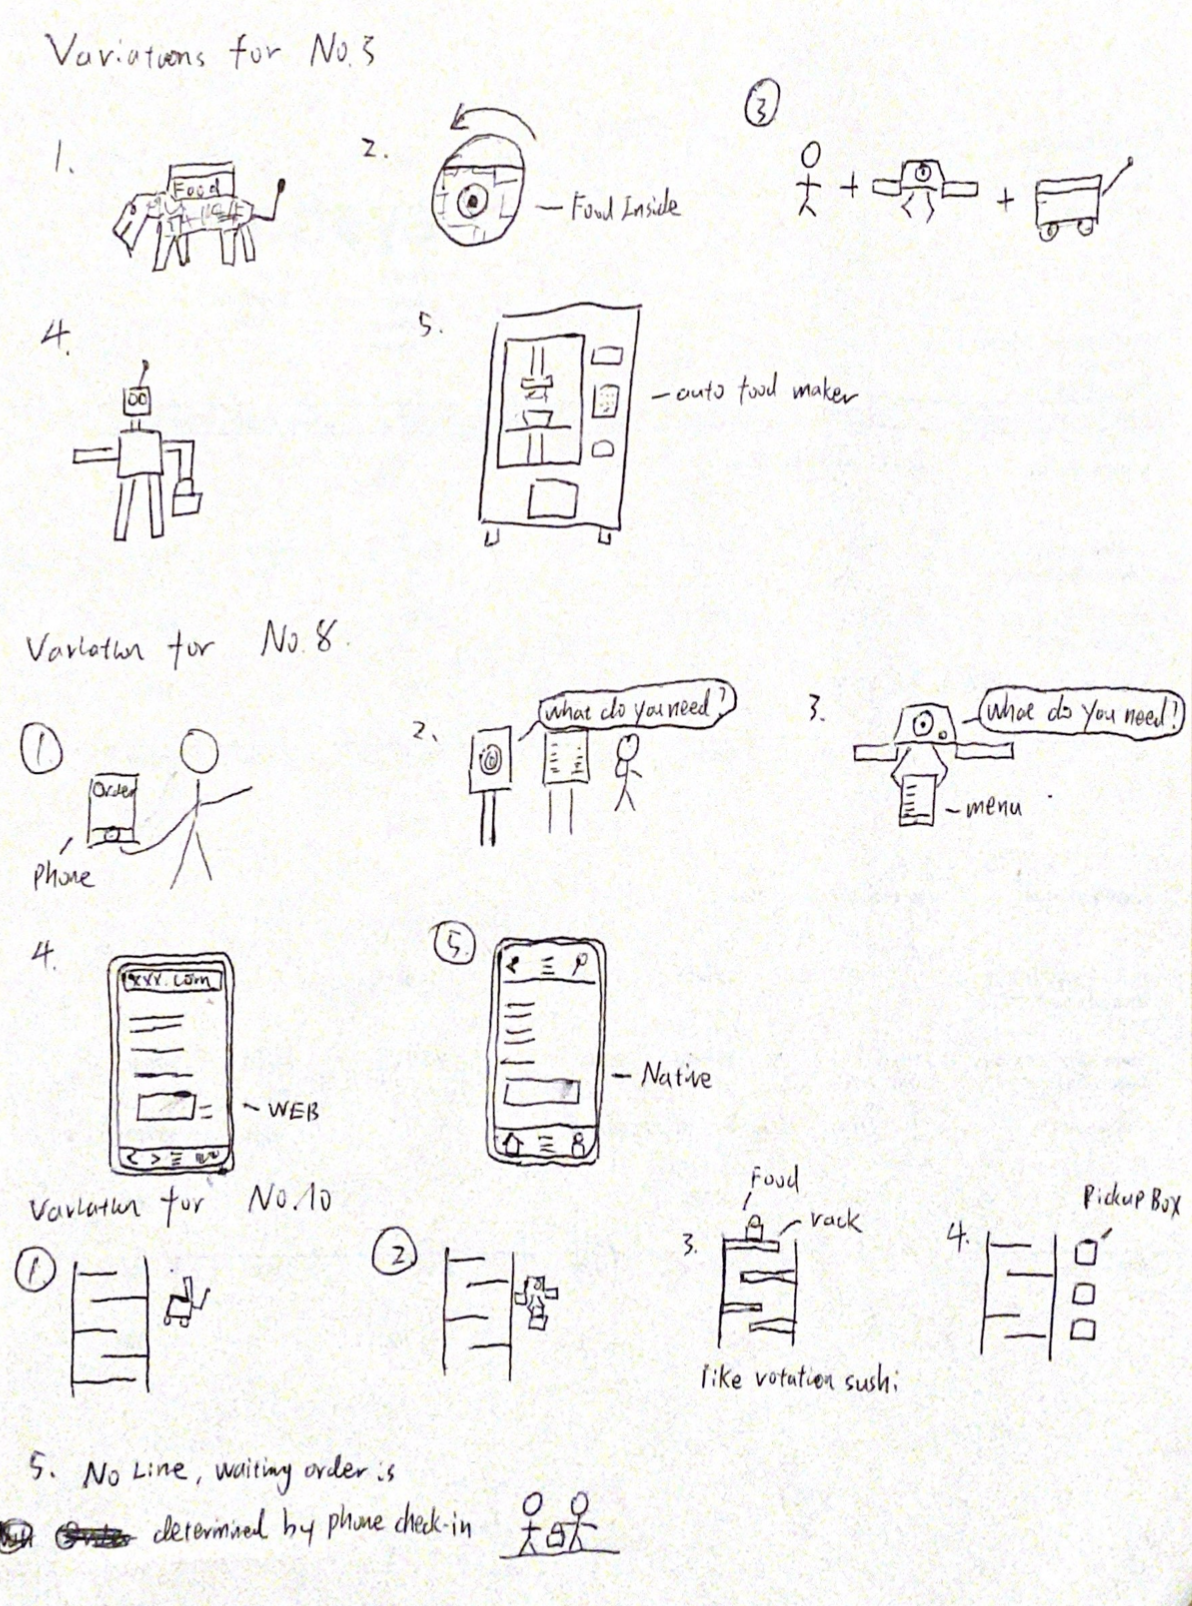 Variations for No.3
1.
Food
2.
Food Inside
3
4.
5.
auto food maker
Variation for No.8.
1.
Order
Phone
2.
What do you need?
3.
What do you need?
menu
4.
xxx.com
WEB
5.
Native
Variation for No.10
1
2.
3.
Food
rack
like rotation sushi
4.
Pickup Box
5. No Line, waiting order is
determined by phone check-in